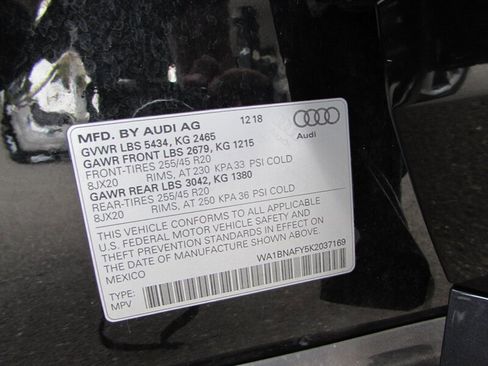 MFD. BY AUDI AG 12 18
GVWR LBS 5434, KG 2465
GAWR FRONT LBS 2679, KG 1215
FRONT-TIRES 255/45 R20
8JX20 RIMS, AT 230 KPA 33 PSI COLD
GAWR REAR LBS 3042, KG 1380
REAR-TIRES 255/45 R20
8JX20 RIMS, AT 250 KPA 36 PSI COLD
Audi
THIS VEHICLE CONFORMS TO ALL APPLICABLE
U.S. FEDERAL MOTOR VEHICLE SAFETY AND
THEFT PREVENTION STANDARDS IN EFFECT ON
THE DATE OF MANUFACTURE SHOWN ABOVE.
MEXICO
WA1BNAFY5K2037169
TYPE:
MPV